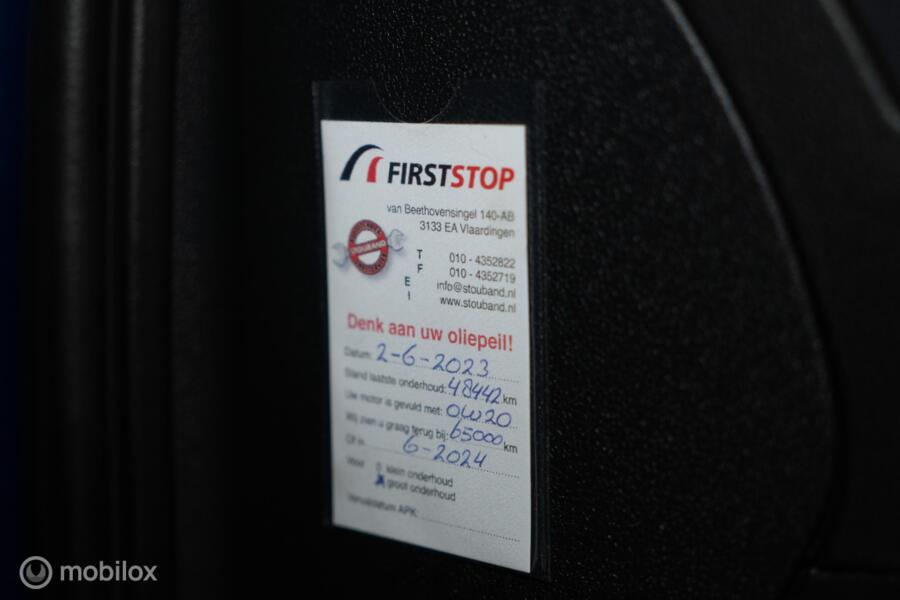 FIRSTSTOP
van Beethovensingel 140-AB
3133 EA Vlaardingen
STOUBAND
T 010 - 4352822
F 010 - 4352719
E info@stouband.nl
I www.stouband.nl
Denk aan uw oliepeil!
Datum: 2-6-2023
Stand laatste onderhoud: 48442 km
Uw motor is gevuld met: 0W20
Wij zien u graag terug bij: 65000 km
Of in 6-2024
Voor klein onderhoud
groot onderhoud
Vervaldatum APK:
mobilox